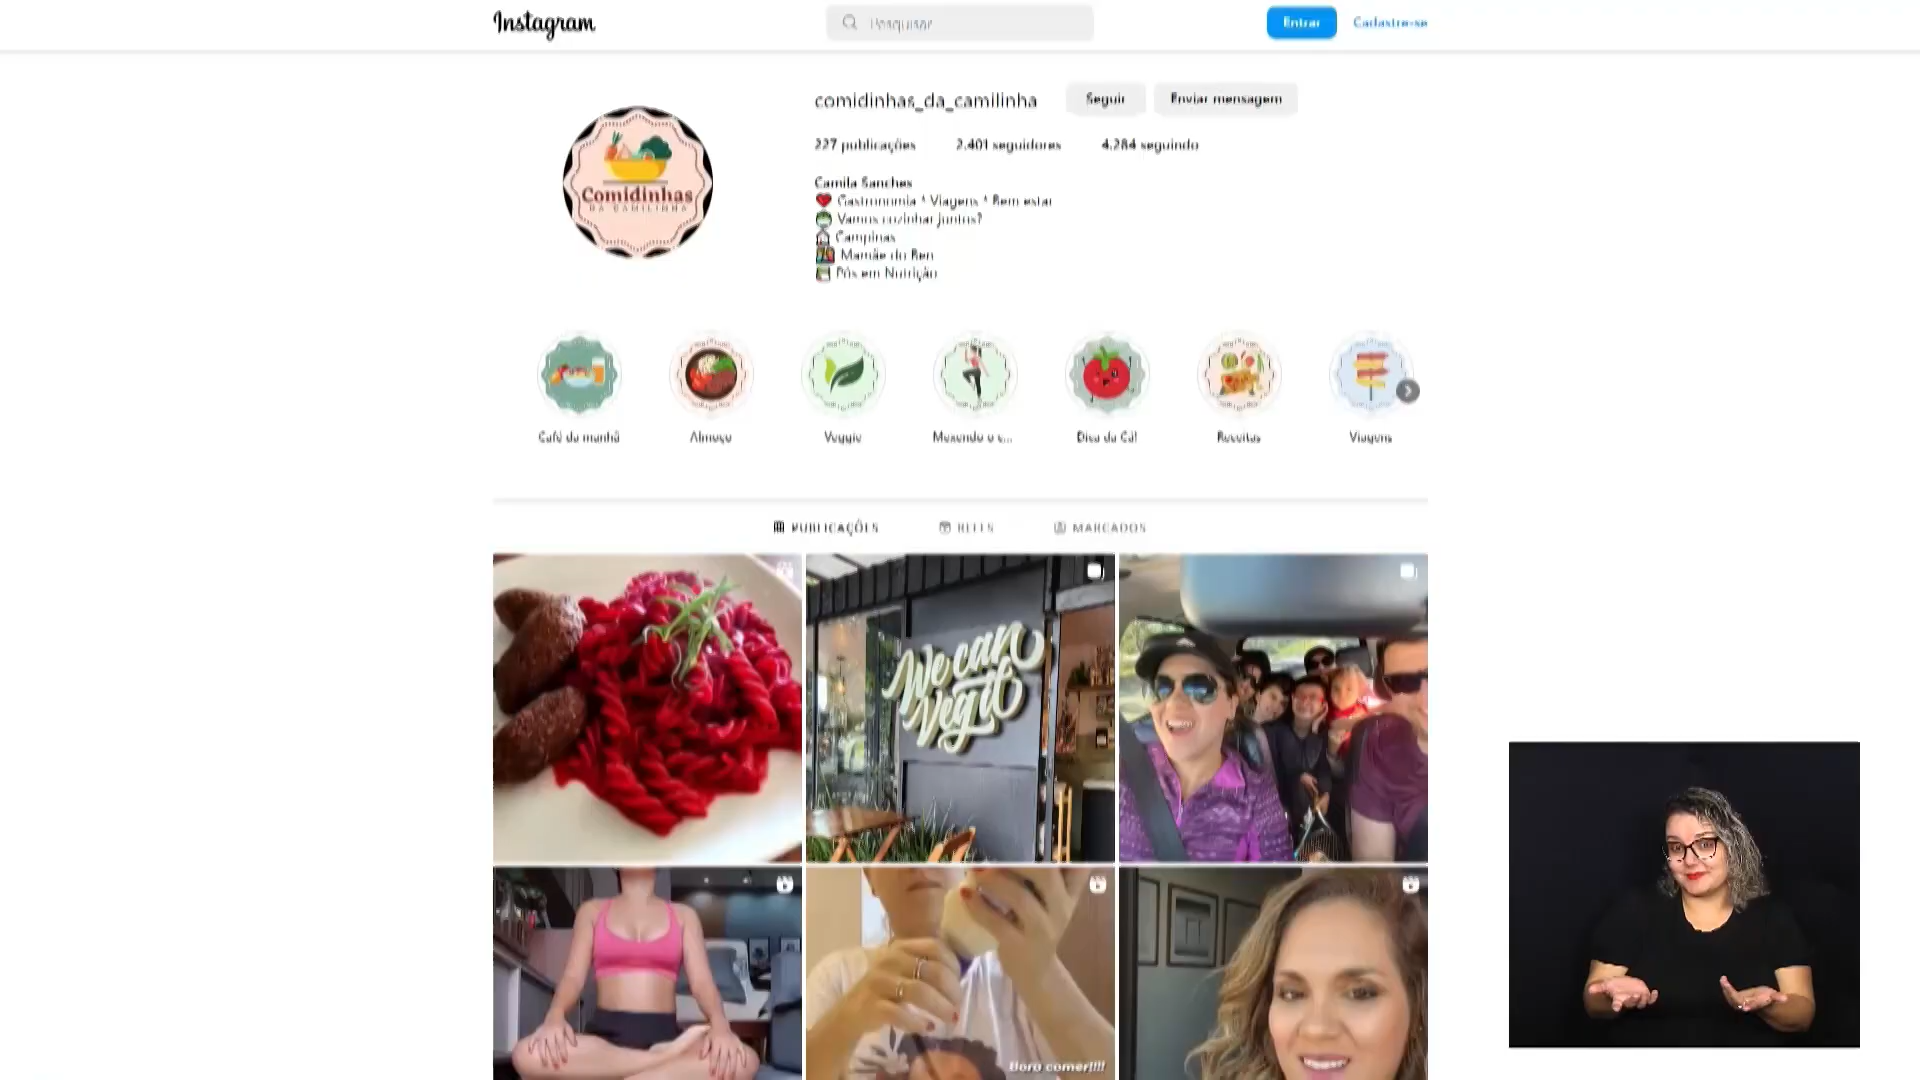 Instagram
Pesquisar
Entrar
Cadastre-se
comidinhas_da_camilinha
Seguir
Enviar mensagem
227 publicações
2.401 seguidores
4.284 seguindo
Camila Sanches
Gastronomia * Viagens * Bem estar
Vamos cozinhar juntos?
Campinas
Mamãe do Ben
Pós em Nutrição
Comidinhas
DA CAMILINHA
Café da manhã
Almoço
Veggie
Mexendo o c...
Dica da Cá!
Receitas
Viagens
PUBLICAÇÕES
REELS
MARCADOS
We can
Veg it
Bora comer!!!!